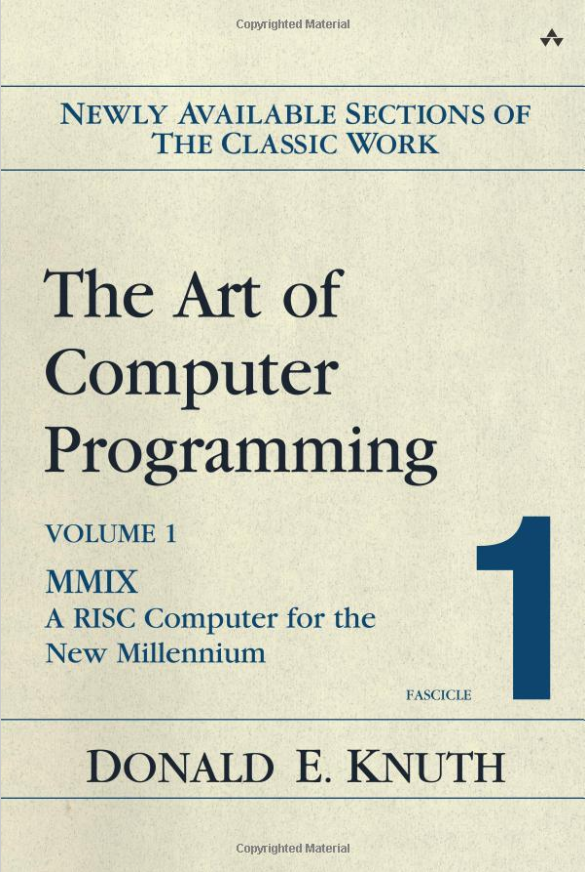 Copyrighted Material
NEWLY AVAILABLE SECTIONS OF
THE CLASSIC WORK
The Art of
Computer
Programming
VOLUME 1
MMIX
A RISC Computer for the
New Millennium
FASCICLE 1
DONALD E. KNUTH
Copyrighted Material